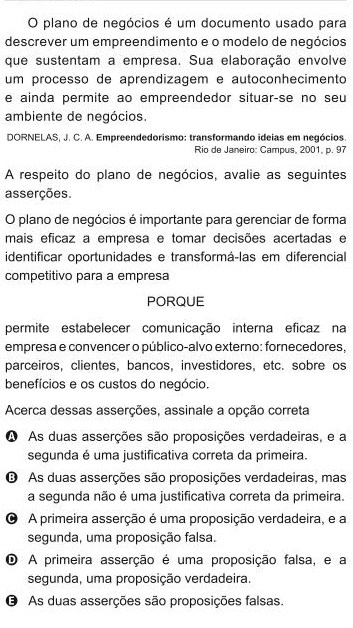 O plano de negócios é um documento usado para
descrever um empreendimento e o modelo de negócios
que sustentam a empresa. Sua elaboração envolve
um processo de aprendizagem e autoconhecimento
e ainda permite ao empreendedor situar-se no seu
ambiente de negócios.
DORNELAS, J. C. A. Empreendedorismo: transformando ideias em negócios.
Rio de Janeiro: Campus, 2001, p. 97
A respeito do plano de negócios, avalie as seguintes
asserções.
O plano de negócios é importante para gerenciar de forma
mais eficaz a empresa e tomar decisões acertadas e
identificar oportunidades e transformá-las em diferencial
competitivo para a empresa
PORQUE
permite estabelecer comunicação interna eficaz na
empresa e convencer o público-alvo externo: fornecedores,
parceiros, clientes, bancos, investidores, etc. sobre os
benefícios e os custos do negócio.
Acerca dessas asserções, assinale a opção correta
A As duas asserções são proposições verdadeiras, e a
segunda é uma justificativa correta da primeira.
B As duas asserções são proposições verdadeiras, mas
a segunda não é uma justificativa correta da primeira.
C A primeira asserção é uma proposição verdadeira, e a
segunda, uma proposição falsa.
D A primeira asserção é uma proposição falsa, e a
segunda, uma proposição verdadeira.
E As duas asserções são proposições falsas.